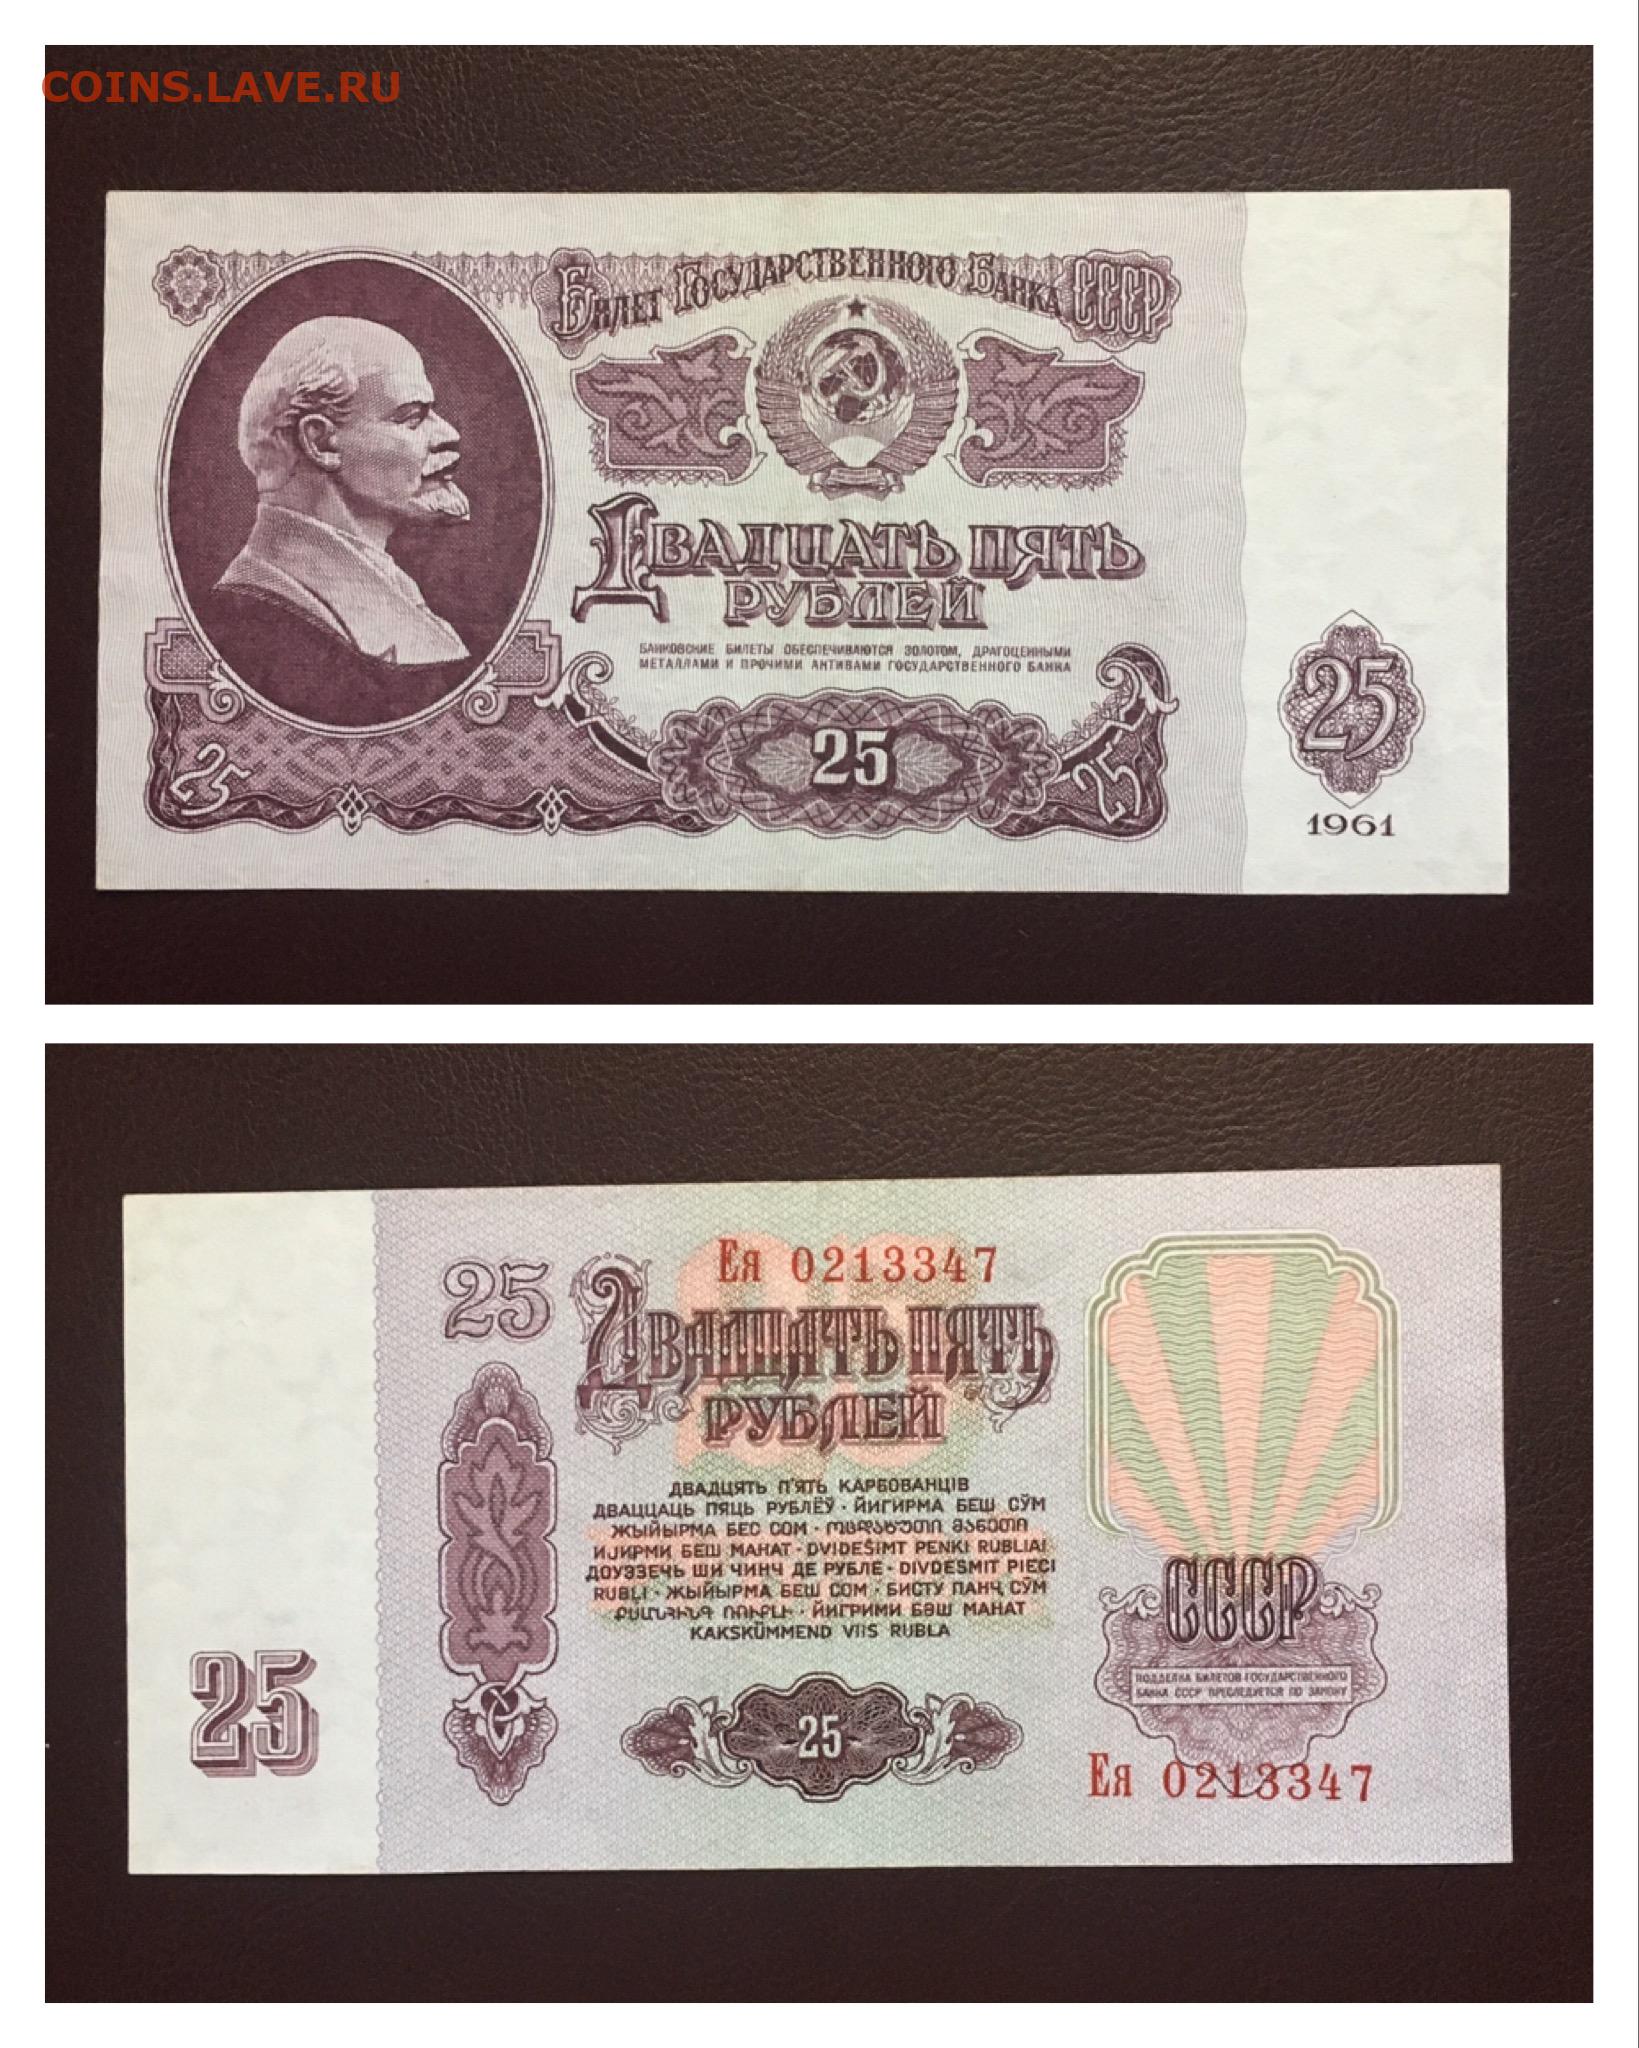 COINS.LAVE.RU
Билет Государственного Банка СССР
Двадцать пять
рублей
БАНКОВСКИЕ БИЛЕТЫ ОБЕСПЕЧИВАЮТСЯ ЗОЛОТОМ, ДРАГОЦЕННЫМИ
МЕТАЛЛАМИ И ПРОЧИМИ АКТИВАМИ ГОСУДАРСТВЕННОГО БАНКА
25
25
25
25
1961
Ея 0213347
25
Двадцать пять
рублей
ДВАДЦЯТЬ П'ЯТЬ КАРБОВАНЦІВ
ДВАЦЦАЦЬ ПЯЦЬ РУБЛЁЎ · ЙИГИРМА БЕШ СЎМ
ЖЫЙЫРМА БЕС СОМ · ოცდახუთი მანეთი
ИЈИРМИ БЕШ МАНАТ · DVIDEŠIMT PENKI RUBLIAI
ДОУЭЗЕЧЬ ШИ ЧИНЧ ДЕ РУБЛЕ · DIVDESMIT PIECI
RUBĻI · ЖЫЙЫРМА БЕШ СОМ · БИСТУ ПАНҶ СЎМ
ՔՍԱՆՀԻՆԳ ՌՈՒԲԼԻ · ЙИГРИМИ БӘШ МАНАТ
KAKSKÜMMEND VIIS RUBLA
СССР
ПОДДЕЛКА БИЛЕТОВ ГОСУДАРСТВЕННОГО
БАНКА СССР ПРЕСЛЕДУЕТСЯ ПО ЗАКОНУ
25
25
Ея 0213347